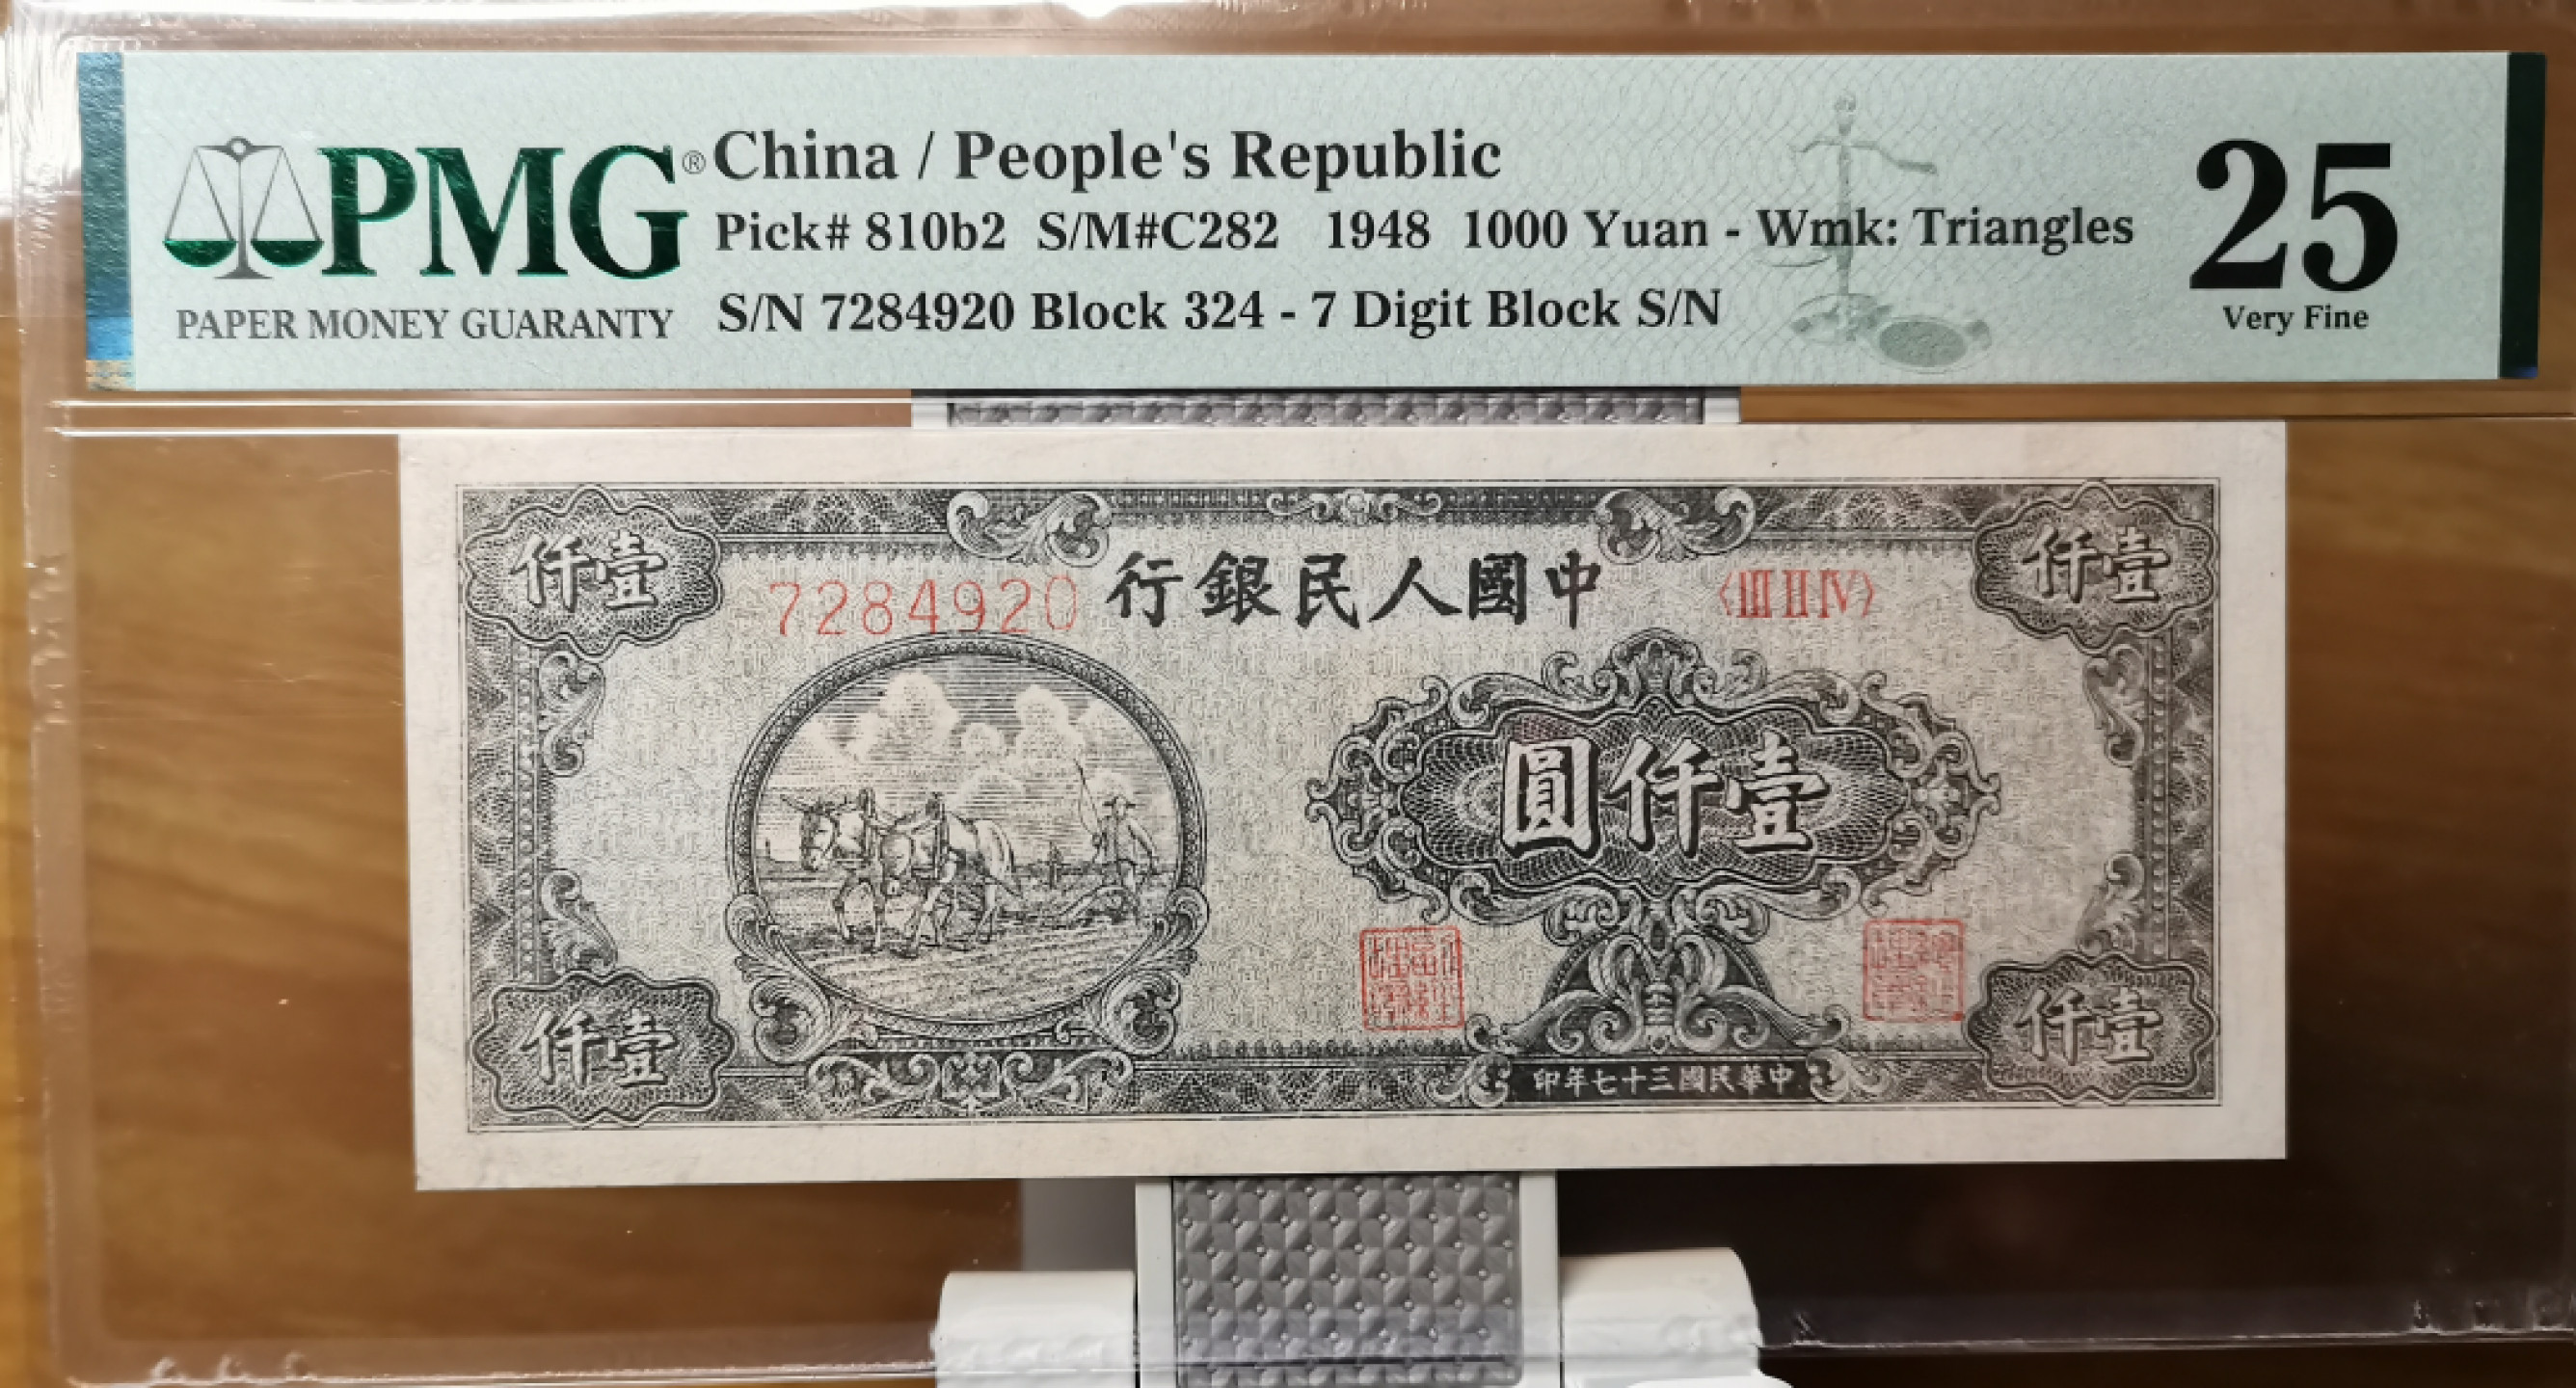 PMG®
PAPER MONEY GUARANTY
China / People's Republic
Pick# 810b2 S/M#C282 1948 1000 Yuan - Wmk: Triangles
S/N 7284920 Block 324 - 7 Digit Block S/N
25
Very Fine
仟壹
7284920
行銀民人國中
〈III II IV〉
仟壹
圓仟壹
仟壹
印年七十三國民華中
仟壹